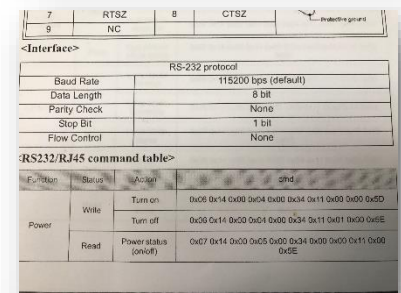 7 RTSZ 8 CTSZ
Protective ground
9 NC
<Interface>
RS-232 protocol
Baud Rate 115200 bps (default)
Data Length 8 bit
Parity Check None
Stop Bit 1 bit
Flow Control None
<RS232/RJ45 command table>
Function Status Action cmd
Power Write Turn on 0x06 0x14 0x00 0x04 0x00 0x34 0x11 0x00 0x00 0x5D
Turn off 0x06 0x14 0x00 0x04 0x00 0x34 0x11 0x01 0x00 0x5E
Read Power status 0x07 0x14 0x00 0x05 0x00 0x34 0x00 0x00 0x11 0x00
(on/off) 0x5E